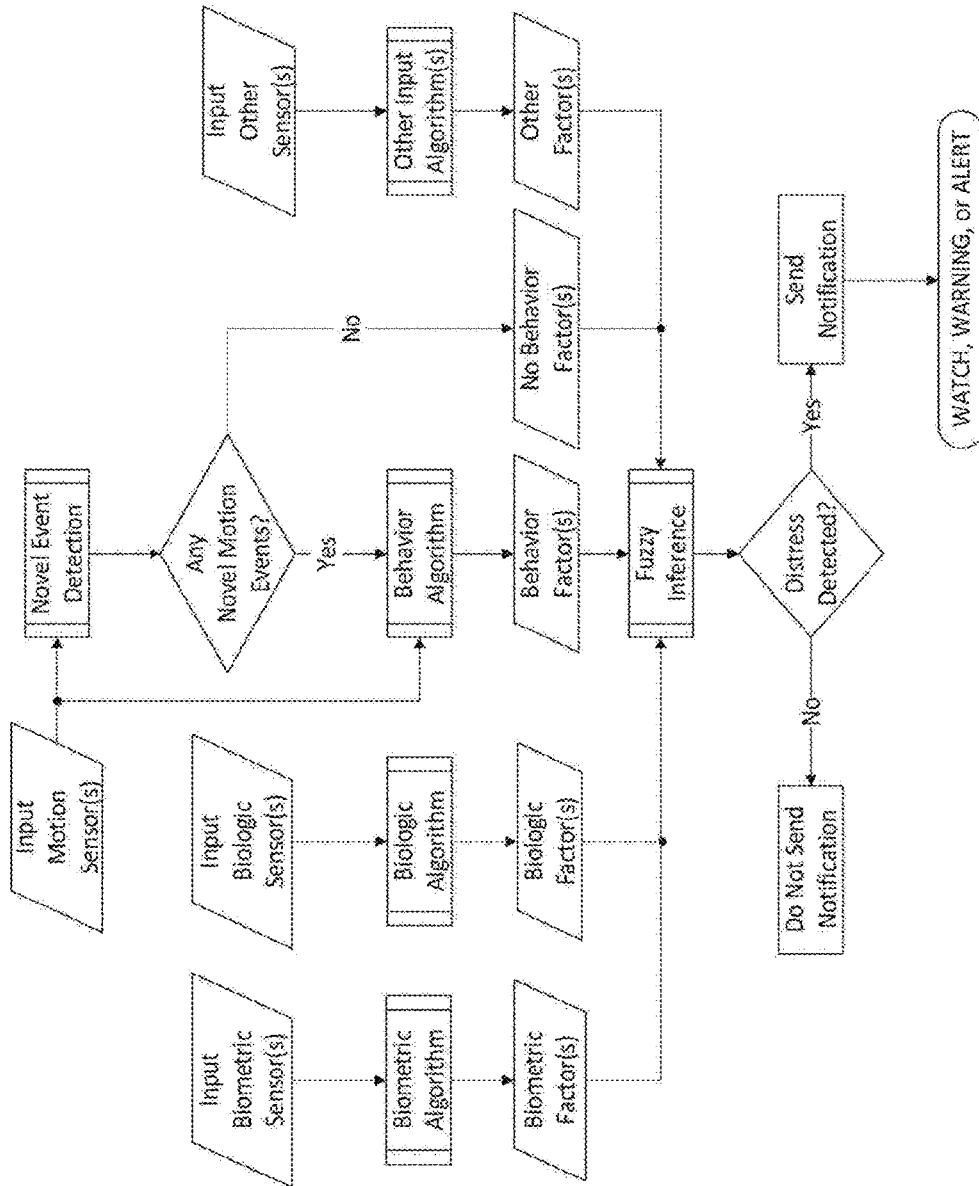 Input
Motion
Sensor(s)
Novel Event
Detection
Input
Biometric
Sensor(s)
Input
Biologic
Sensor(s)
Any
Novel Motion
Events?
Input
Other
Sensor(s)
Yes
No
Biometric
Algorithm
Biologic
Algorithm
Behavior
Algorithm
Other Input
Algorithm(s)
Biometric
Factor(s)
Biologic
Factor(s)
Behavior
Factor(s)
No Behavior
Factor(s)
Other
Factor(s)
Fuzzy
Inference
Distress
Detected?
No
Yes
Do Not Send
Notification
Send
Notification
WATCH, WARNING, or ALERT